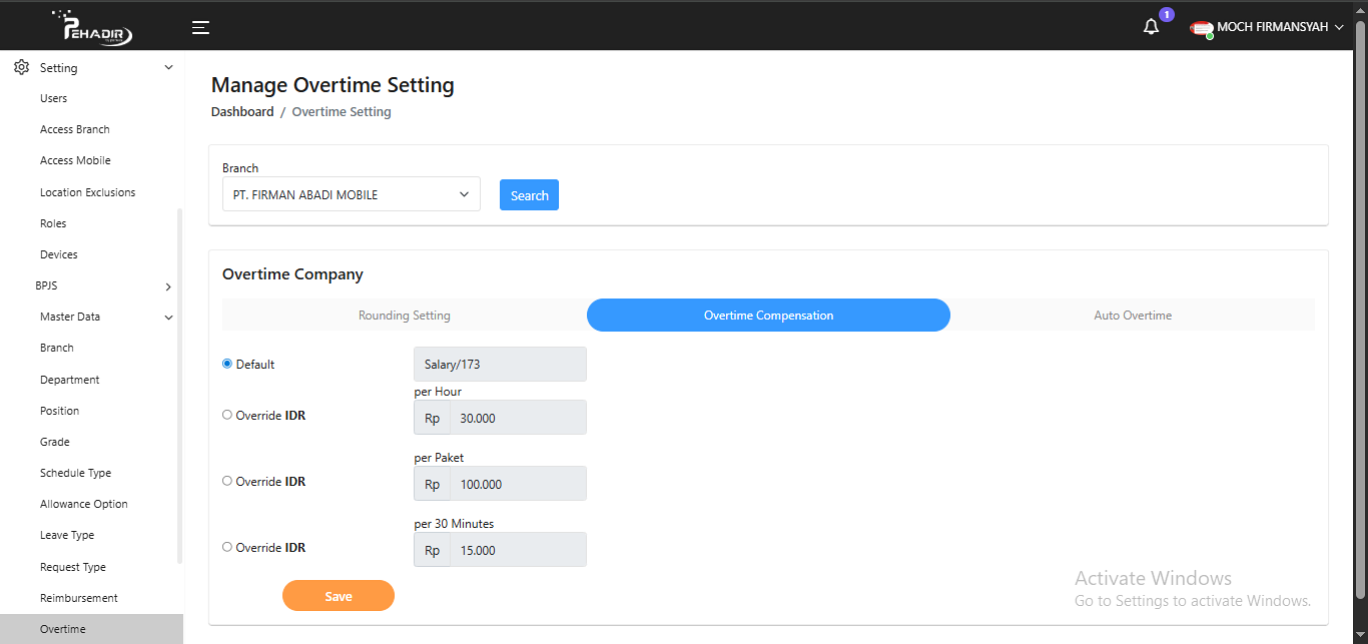 PEHADIR
1
MOCH FIRMANSYAH
Setting
Users
Access Branch
Access Mobile
Location Exclusions
Roles
Devices
BPJS
Master Data
Branch
Department
Position
Grade
Schedule Type
Allowance Option
Leave Type
Request Type
Reimbursement
Overtime
Manage Overtime Setting
Dashboard / Overtime Setting
Branch
PT. FIRMAN ABADI MOBILE
Search
Overtime Company
Rounding Setting
Overtime Compensation
Auto Overtime
Default
Salary/173
per Hour
Override IDR
Rp 30.000
per Paket
Override IDR
Rp 100.000
per 30 Minutes
Override IDR
Rp 15.000
Save
Activate Windows
Go to Settings to activate Windows.